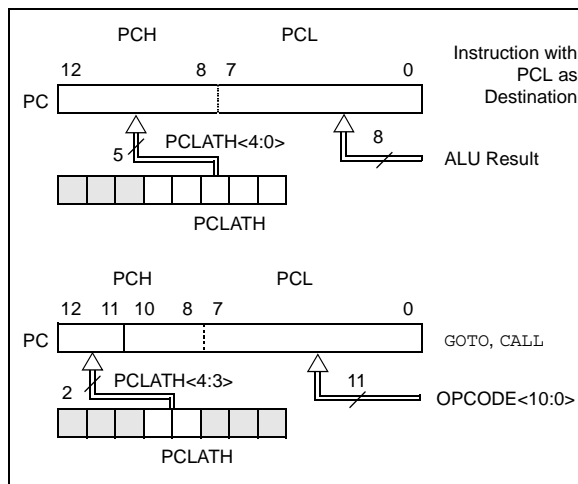 PCH PCL
12 8 7 0
Instruction with
PCL as
Destination
PC
5 PCLATH<4:0> 8
ALU Result
PCLATH
PCH PCL
12 11 10 8 7 0
PC GOTO, CALL
2 PCLATH<4:3> 11
OPCODE<10:0>
PCLATH